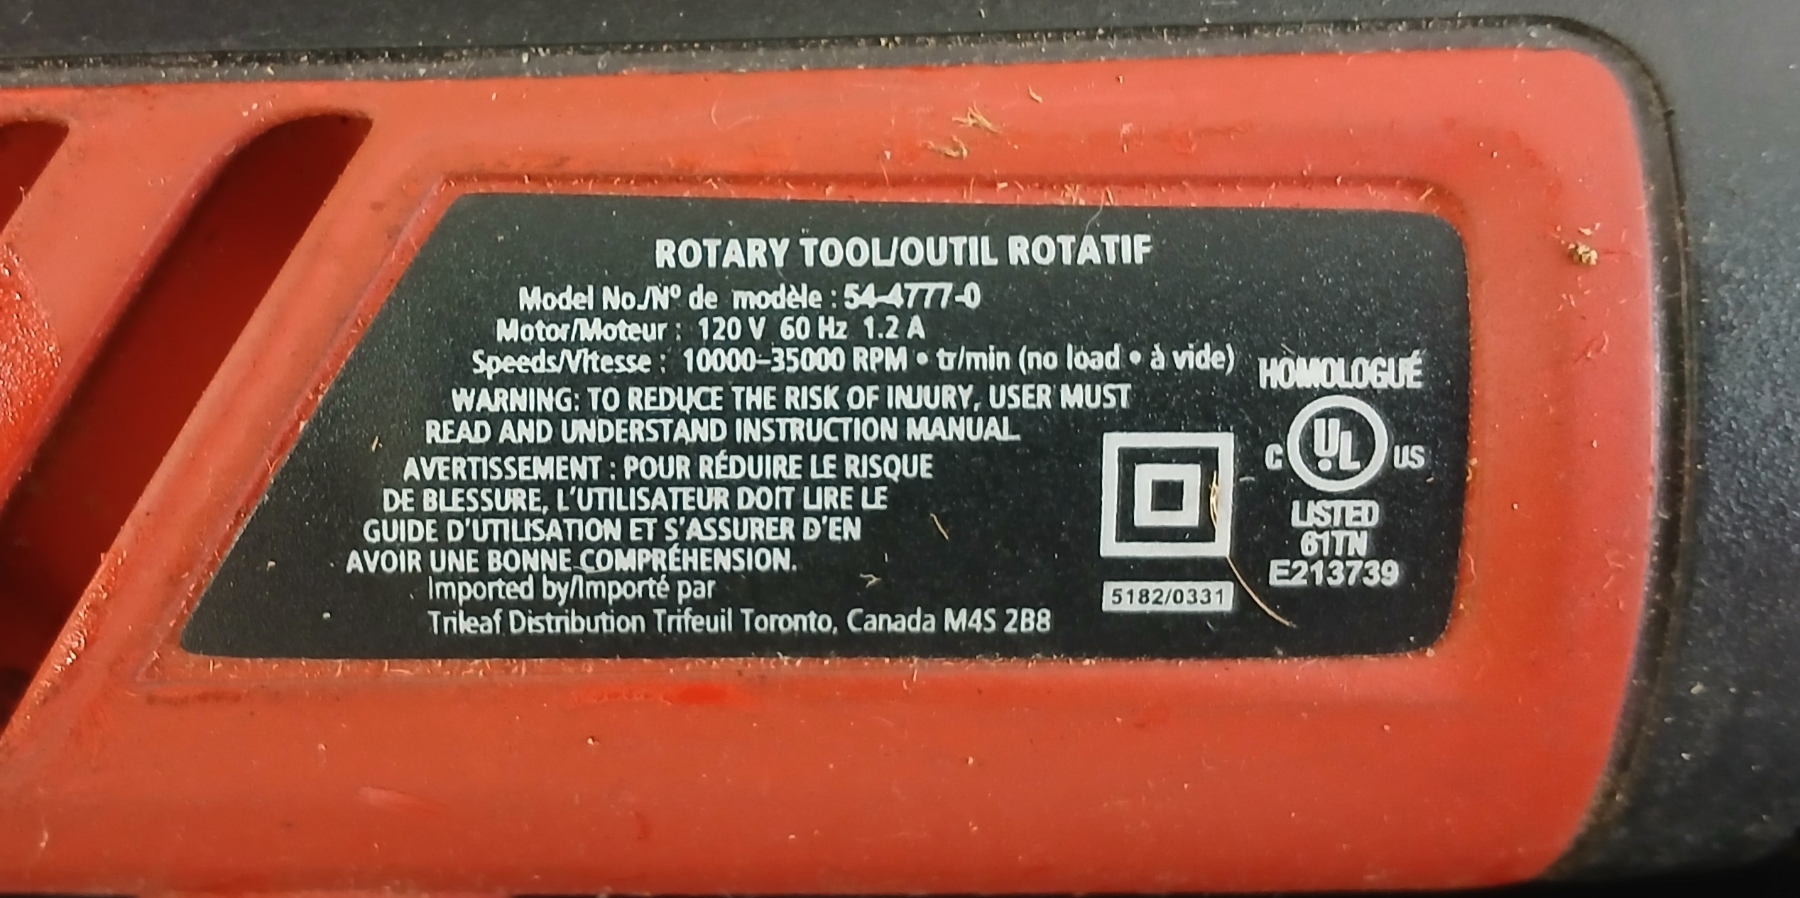 ROTARY TOOL/OUTIL ROTATIF
Model No./Nº de modèle : 54-4777-0
Motor/Moteur : 120 V 60 Hz 1.2 A
Speeds/Vitesse : 10000-35000 RPM • tr/min (no load • à vide)
WARNING: TO REDUCE THE RISK OF INJURY, USER MUST
READ AND UNDERSTAND INSTRUCTION MANUAL
AVERTISSEMENT : POUR RÉDUIRE LE RISQUE
DE BLESSURE, L'UTILISATEUR DOIT LIRE LE
GUIDE D'UTILISATION ET S'ASSURER D'EN
AVOIR UNE BONNE COMPRÉHENSION.
Imported by/Importé par
Trileaf Distribution Trifeuil Toronto, Canada M4S 2B8
5182/0331
HOMOLOGUÉ
C UL US
LISTED
61TN
E213739